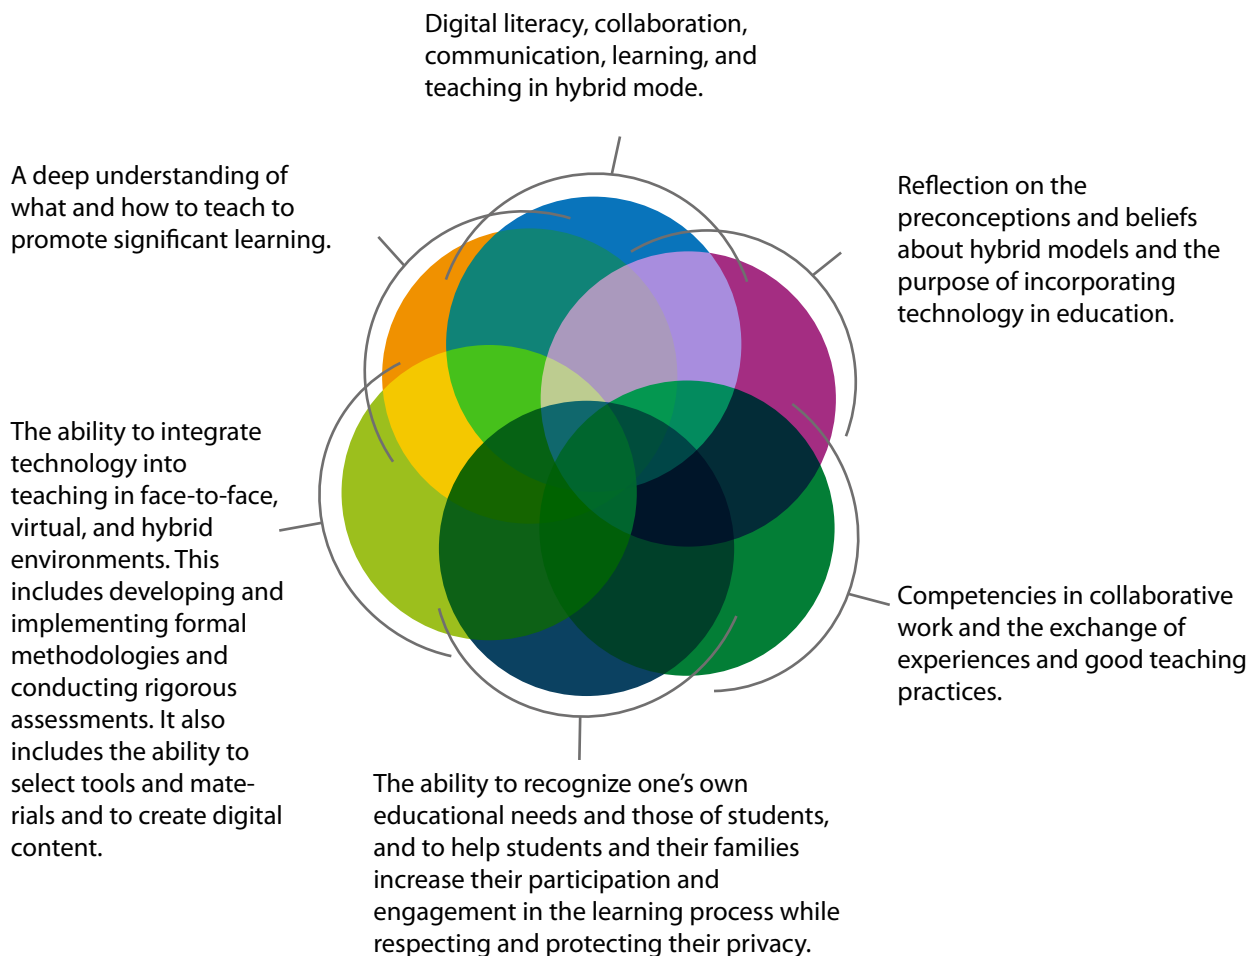 Digital literacy, collaboration,
communication, learning, and
teaching in hybrid mode.
A deep understanding of
what and how to teach to
promote significant learning.
Reflection on the
preconceptions and beliefs
about hybrid models and the
purpose of incorporating
technology in education.
The ability to integrate
technology into
teaching in face-to-face,
virtual, and hybrid
environments. This
includes developing and
implementing formal
methodologies and
conducting rigorous
assessments. It also
includes the ability to
select tools and mate-
rials and to create digital
content.
Competencies in collaborative
work and the exchange of
experiences and good teaching
practices.
The ability to recognize one’s own
educational needs and those of students,
and to help students and their families
increase their participation and
engagement in the learning process while
respecting and protecting their privacy.